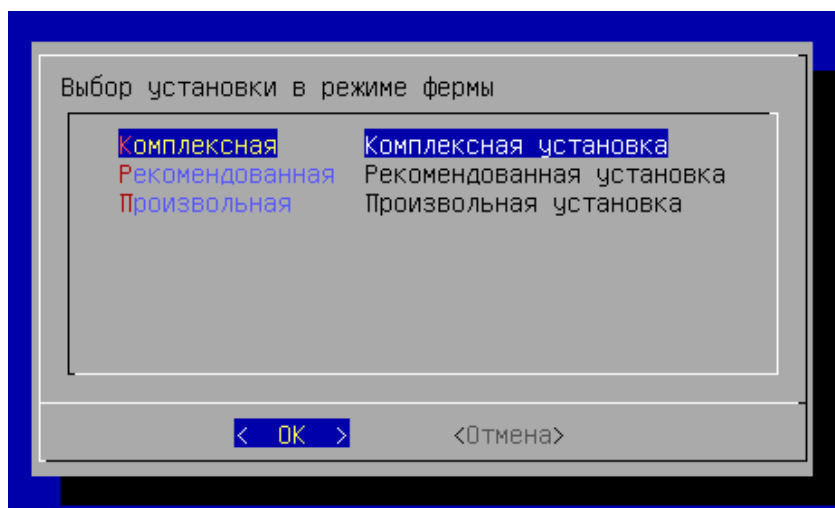 Выбор установки в режиме фермы
Комплексная Комплексная установка
Рекомендованная Рекомендованная установка
Произвольная Произвольная установка
< OK > <Отмена>